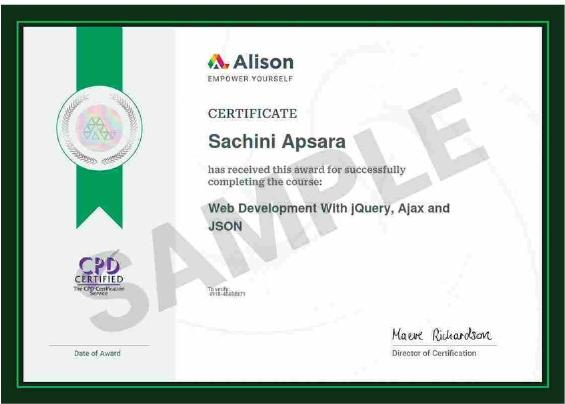 Alison
EMPOWER YOURSELF
CERTIFICATE
Sachini Apsara
has received this award for successfully
completing the course:
Web Development With jQuery, Ajax and
JSON
SAMPLE
CPD
CERTIFIED
The CPD Certification
Service
To verify:
Maeve Richardson
Date of Award
Director of Certification